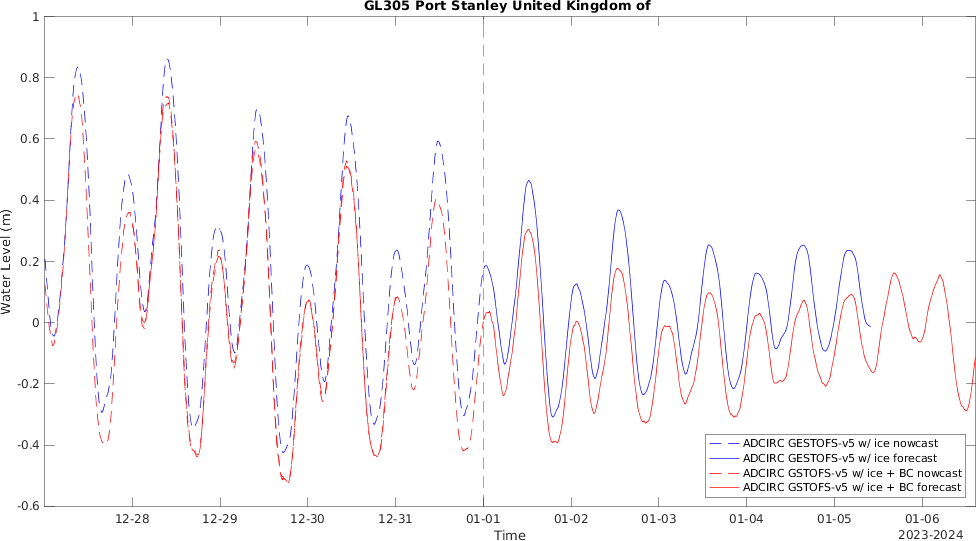 GL305 Port Stanley United Kingdom of
1
0.8
0.6
0.4
0.2
0
-0.2
-0.4
-0.6
Water Level (m)
12-28 12-29 12-30 12-31 01-01 01-02 01-03 01-04 01-05 01-06
Time
2023-2024
ADCIRC GESTOFS-v5 w/ ice nowcast
ADCIRC GESTOFS-v5 w/ ice forecast
ADCIRC GSTOFS-v5 w/ ice + BC nowcast
ADCIRC GSTOFS-v5 w/ ice + BC forecast